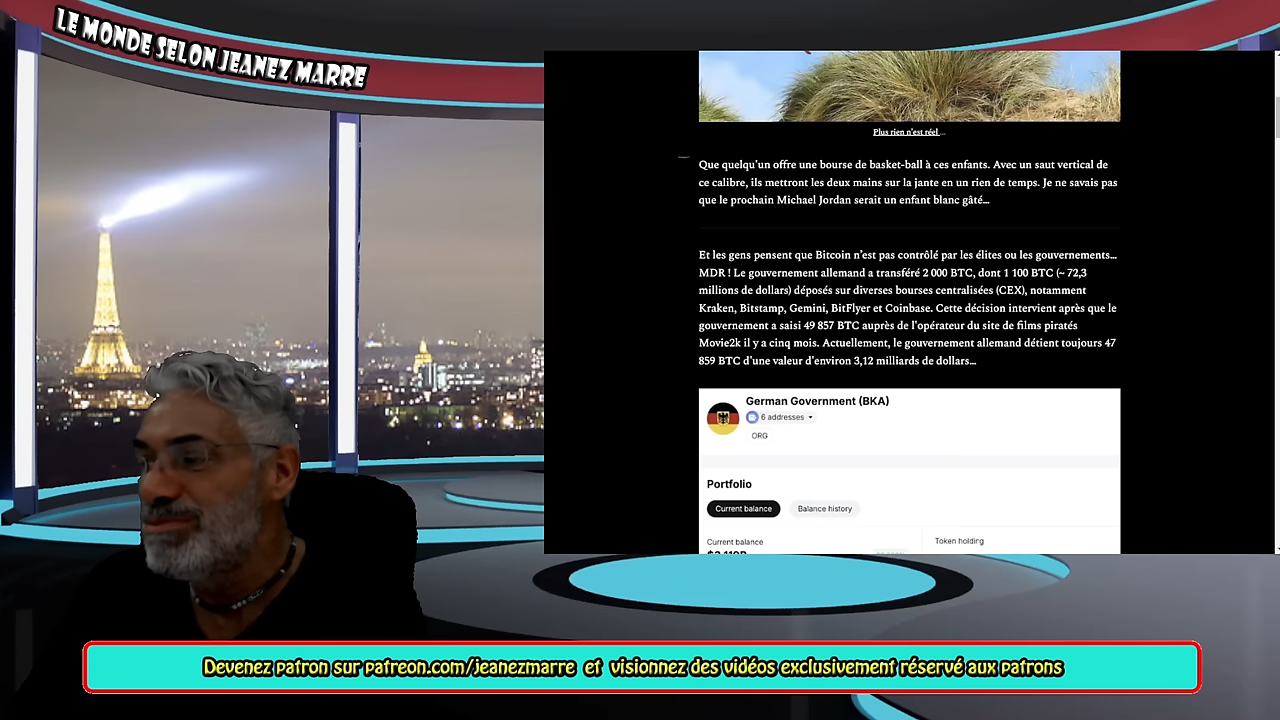 LE MONDE SELON JEANEZ MARRE
Plus rien n'est réel ...
Que quelqu'un offre une bourse de basket-ball à ces enfants. Avec un saut vertical de
ce calibre, ils mettront les deux mains sur la jante en un rien de temps. Je ne savais pas
que le prochain Michael Jordan serait un enfant blanc gâté...
Et les gens pensent que Bitcoin n'est pas contrôlé par les élites ou les gouvernements...
MDR ! Le gouvernement allemand a transféré 2 000 BTC, dont 1 100 BTC (~ 72,3
millions de dollars) déposés sur diverses bourses centralisées (CEX), notamment
Kraken, Bitstamp, Gemini, BitFlyer et Coinbase. Cette décision intervient après que le
gouvernement a saisi 49 857 BTC auprès de l'opérateur du site de films piratés
Movie2k il y a cinq mois. Actuellement, le gouvernement allemand détient toujours 47
859 BTC d'une valeur d'environ 3,12 milliards de dollars...
German Government (BKA)
6 addresses
ORG
Portfolio
Current balance
Balance history
Current balance
Token holding
Devenez patron sur patreon.com/jeanezmarre et visionnez des vidéos exclusivement réservé aux patrons